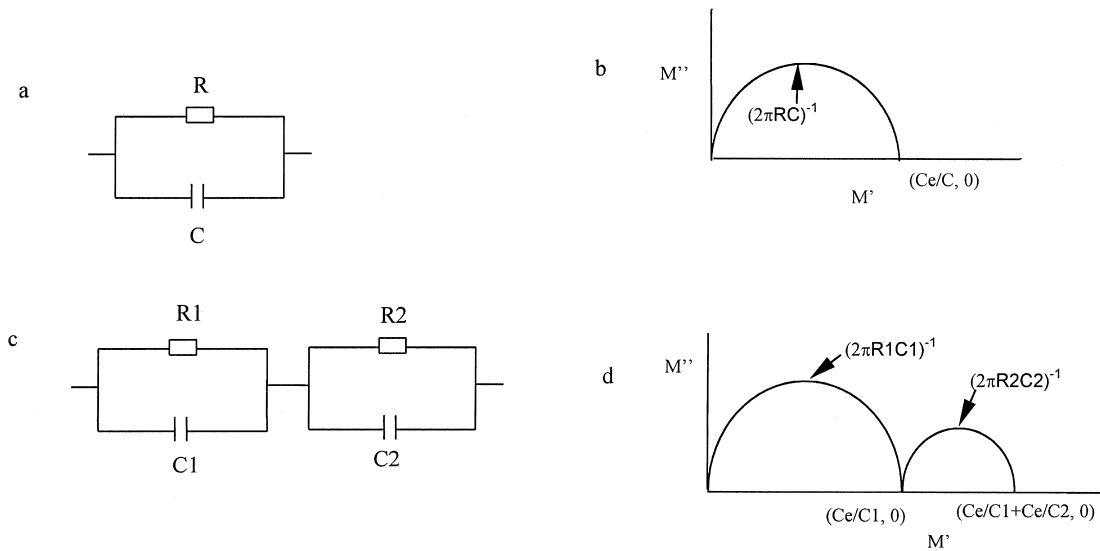 a
R
C
b
M’’
(2πRC)⁻¹
(Ce/C, 0)
M’
c
R1
R2
C1
C2
d
M’’
(2πR1C1)⁻¹
(2πR2C2)⁻¹
(Ce/C1, 0)
(Ce/C1+Ce/C2, 0)
M’